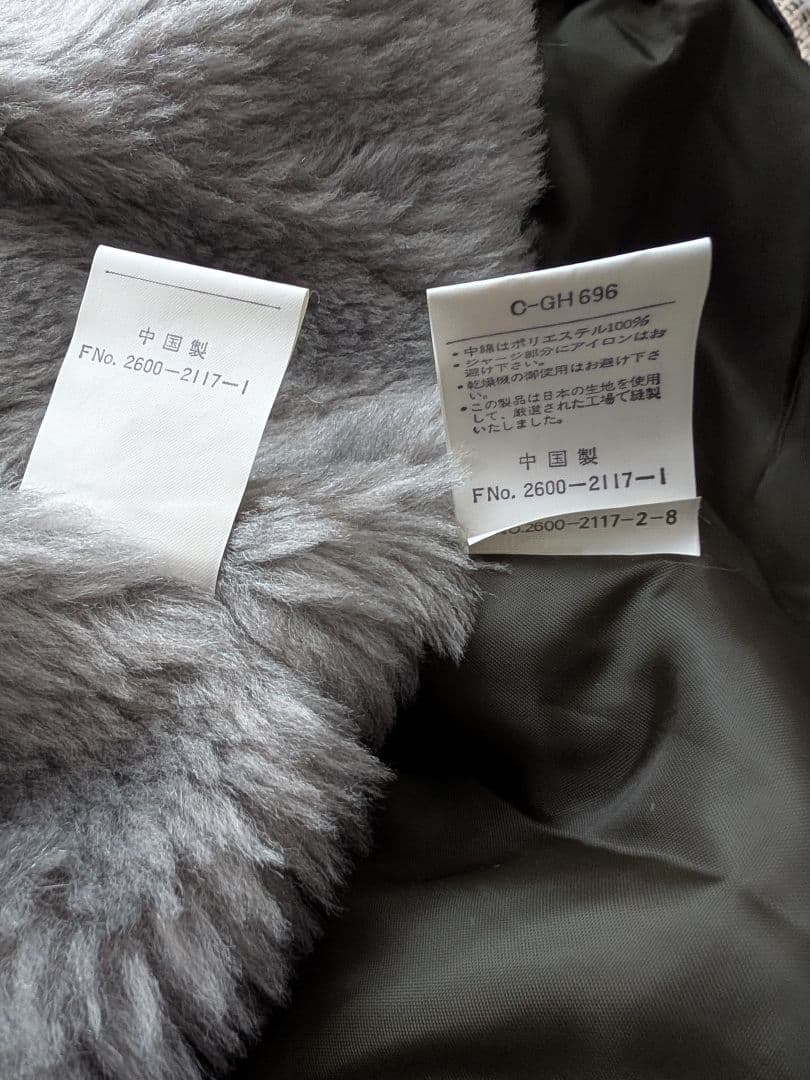 中国製
FNo. 2600-2117-1
C-GH696
・中綿はポリエステル100%
・ジャージ部分にアイロンはお
避け下さい。
・乾燥機の御使用はお避け下さ
い。
・この製品は日本の生地を使用
して、厳選された工場で縫製
いたしました。
中国製
FNo. 2600-2117-1
No.2600-2117-2-8